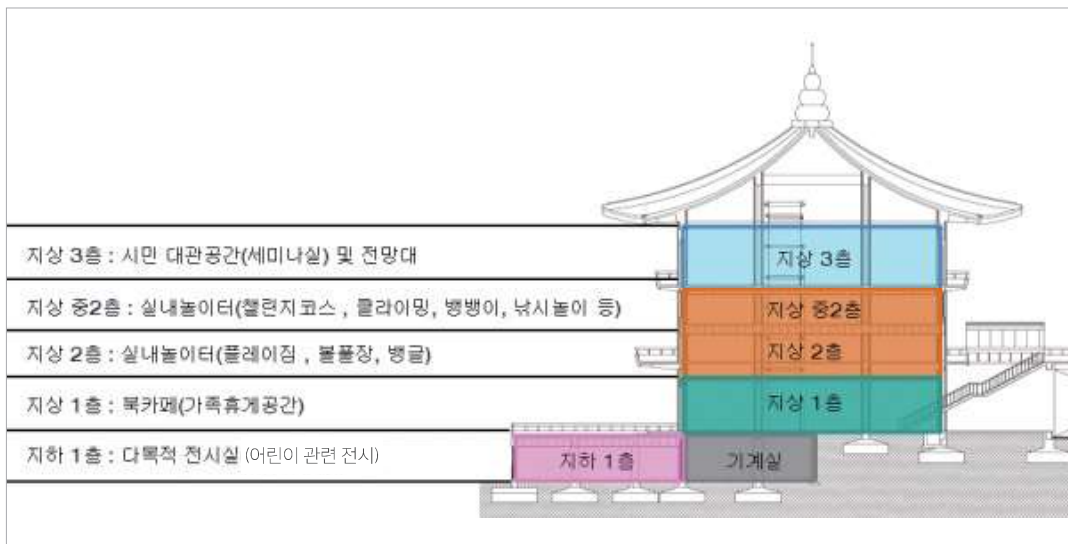 지상 3층 : 시민 대관공간(세미나실) 및 전망대
지상 3층
지상 중2층 : 실내놀이터(챌린지코스 , 클라이밍, 뱅뱅이, 낚시놀이 등)
지상 중2층
지상 2층 : 실내놀이터(플레이짐 , 볼풀장, 뱅글)
지상 2층
지상 1층 : 북카페(가족휴게공간)
지상 1층
지하 1층 : 다목적 전시실 (어린이 관련 전시)
지하 1층
기계실